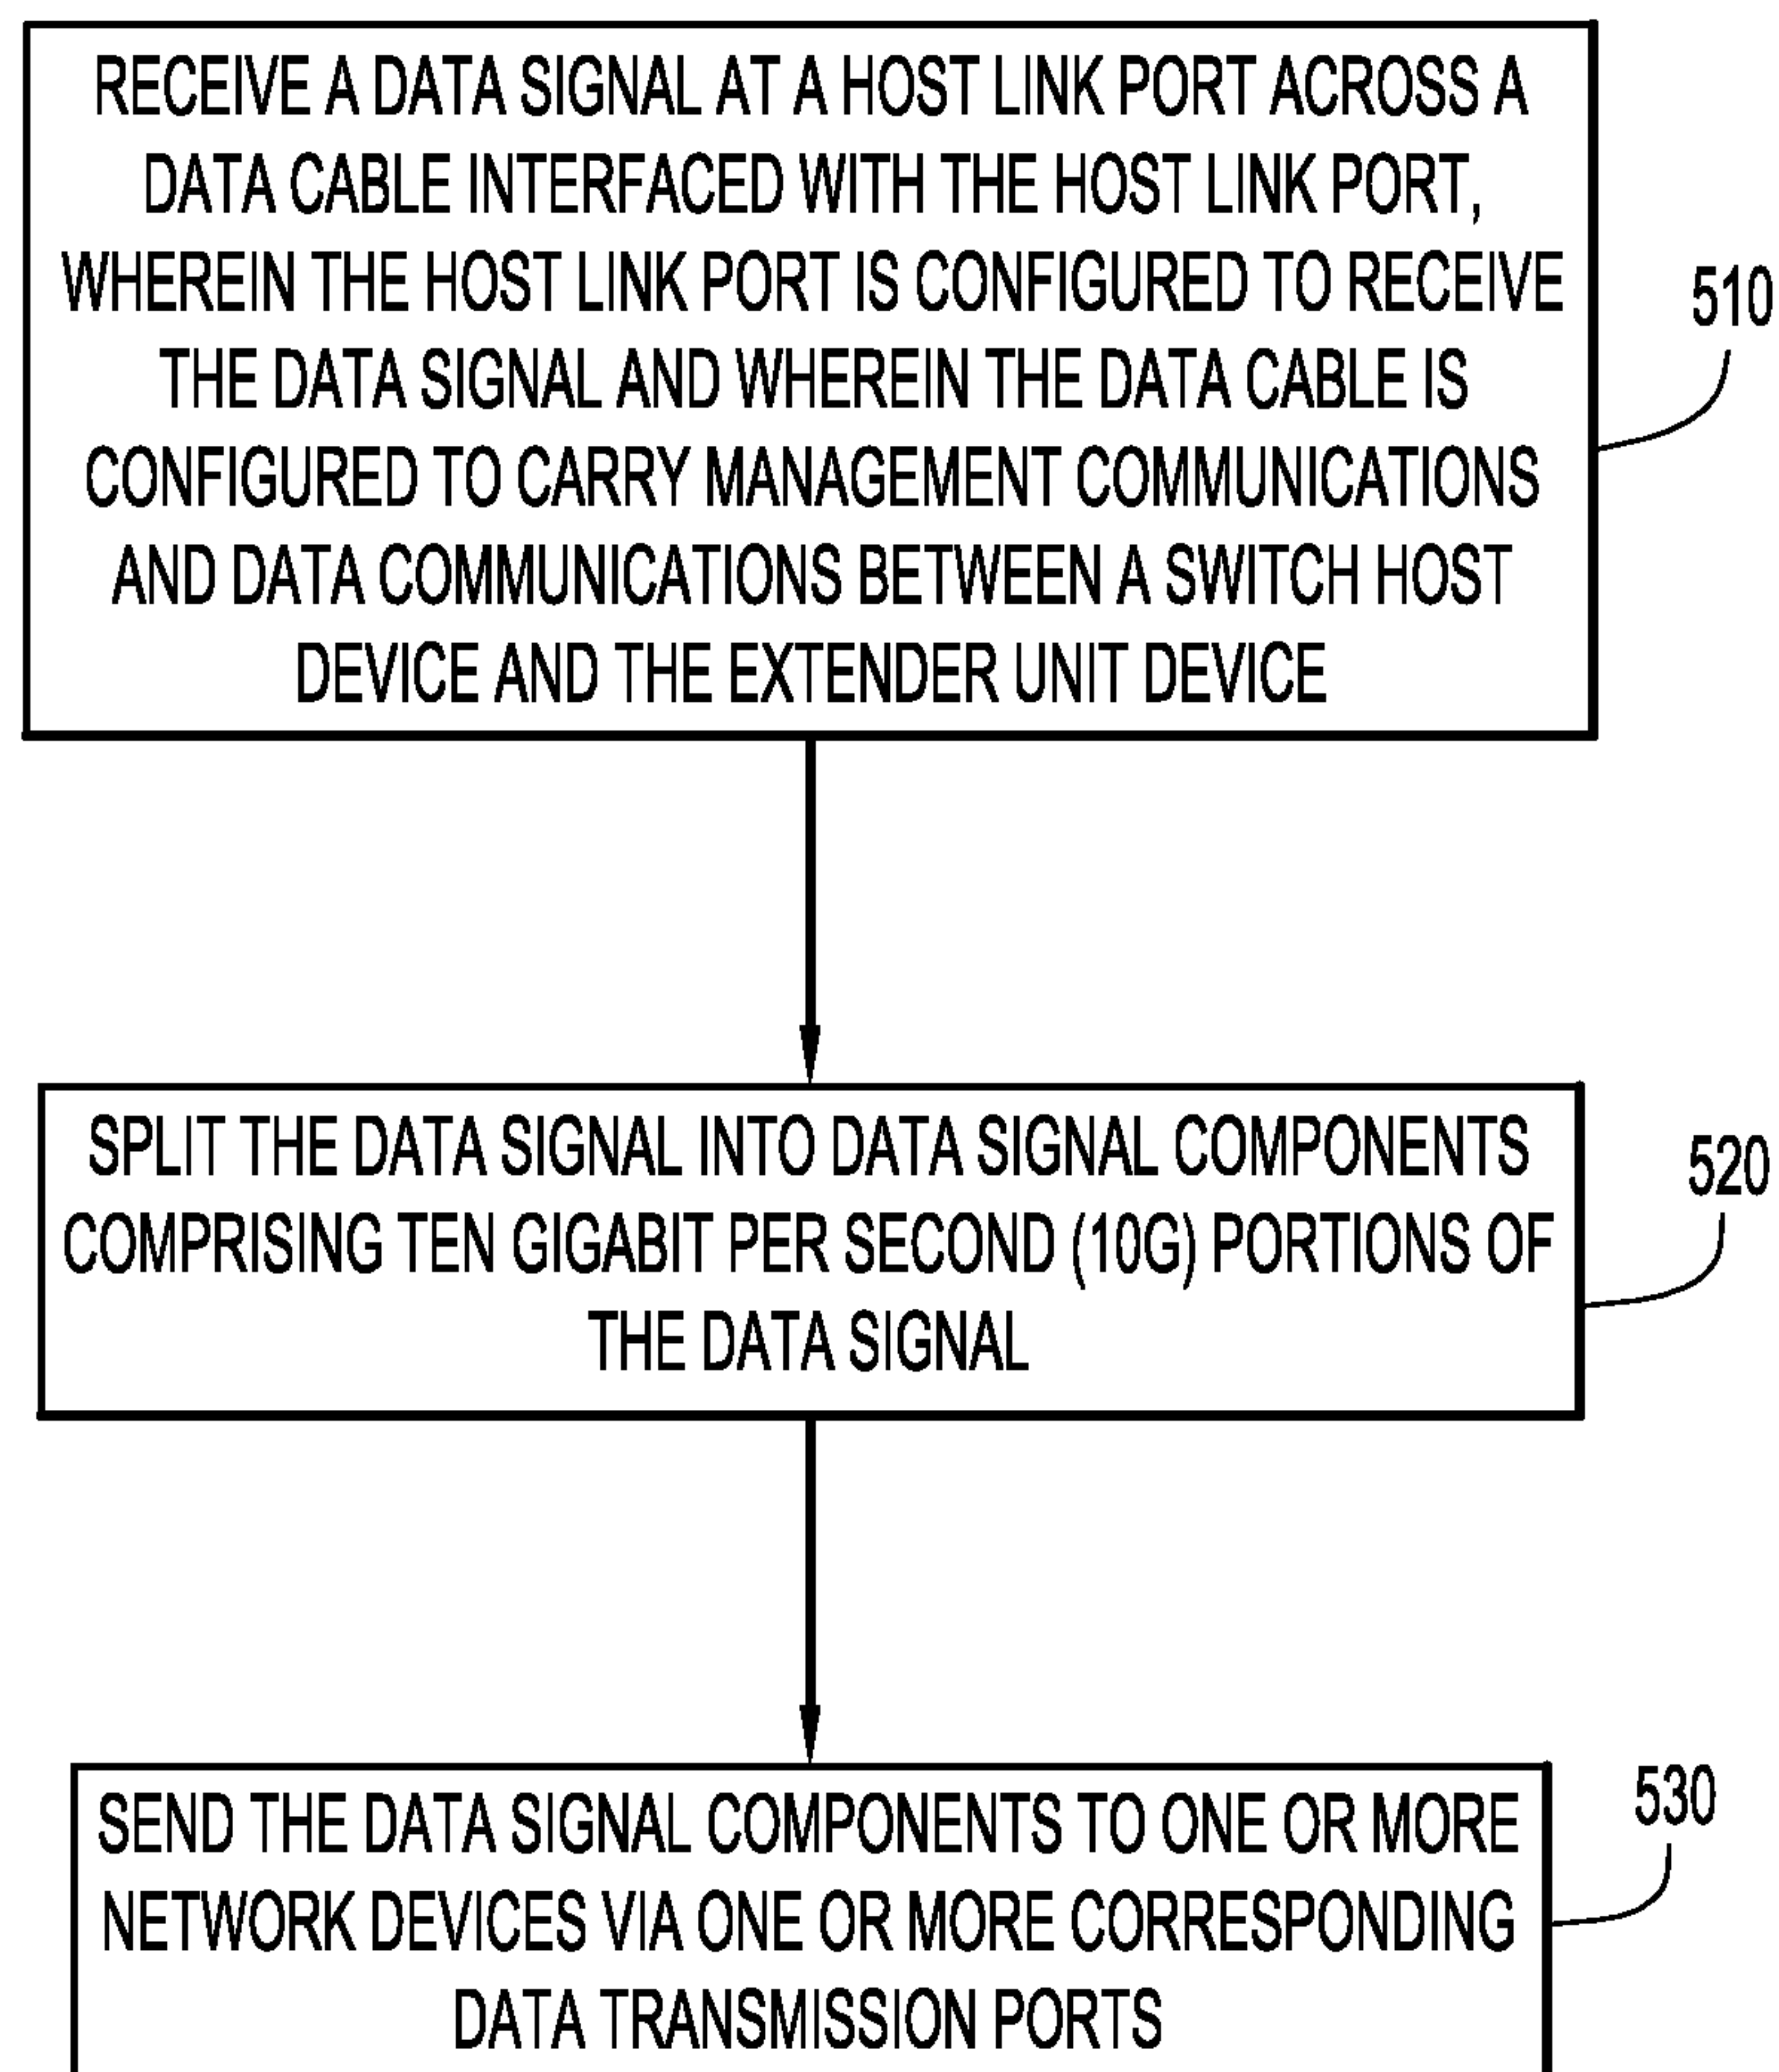 RECEIVE A DATA SIGNAL AT A HOST LINK PORT ACROSS A
DATA CABLE INTERFACED WITH THE HOST LINK PORT,
WHEREIN THE HOST LINK PORT IS CONFIGURED TO RECEIVE
THE DATA SIGNAL AND WHEREIN THE DATA CABLE IS
CONFIGURED TO CARRY MANAGEMENT COMMUNICATIONS
AND DATA COMMUNICATIONS BETWEEN A SWITCH HOST
DEVICE AND THE EXTENDER UNIT DEVICE
510
SPLIT THE DATA SIGNAL INTO DATA SIGNAL COMPONENTS
COMPRISING TEN GIGABIT PER SECOND (10G) PORTIONS OF
THE DATA SIGNAL
520
SEND THE DATA SIGNAL COMPONENTS TO ONE OR MORE
NETWORK DEVICES VIA ONE OR MORE CORRESPONDING
DATA TRANSMISSION PORTS
530